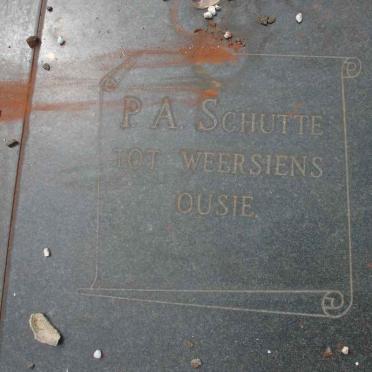 P.A. SCHUTTE
TOT WEERSIENS
OUSIE.